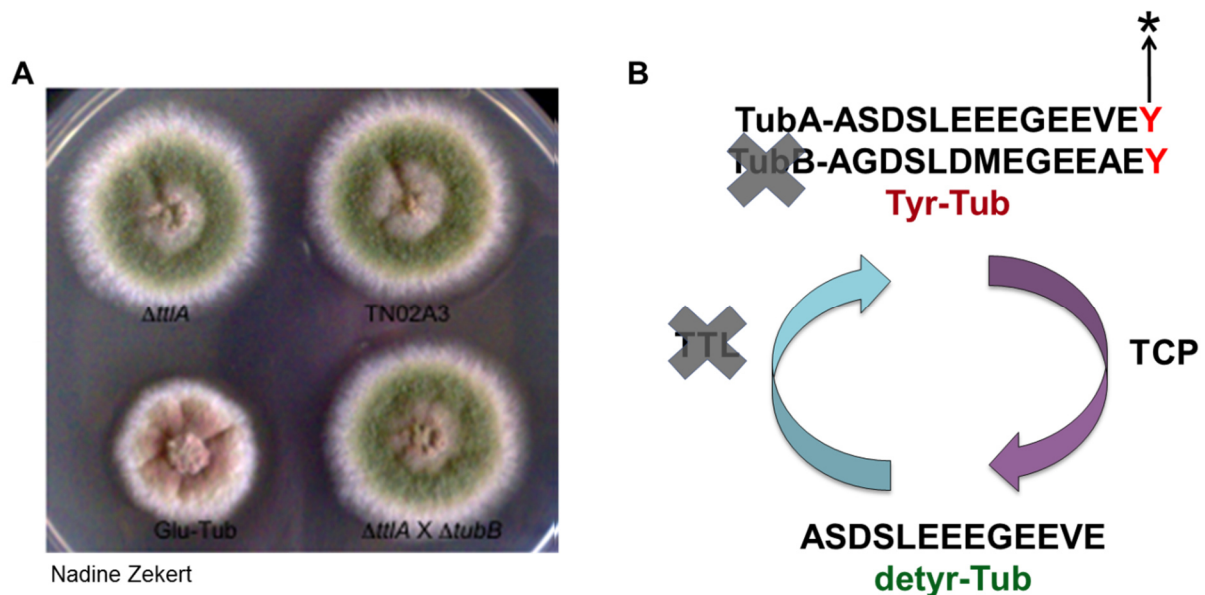 A
ΔttlA
TN02A3
Glu-Tub
ΔttlA X ΔtubB
Nadine Zekert
B
*
TubA-ASDSLEEEGEEVEY
TubB-AGDSLDMEGEEAEY
Tyr-Tub
TTL
TCP
ASDSLEEEGEEVE
detyr-Tub